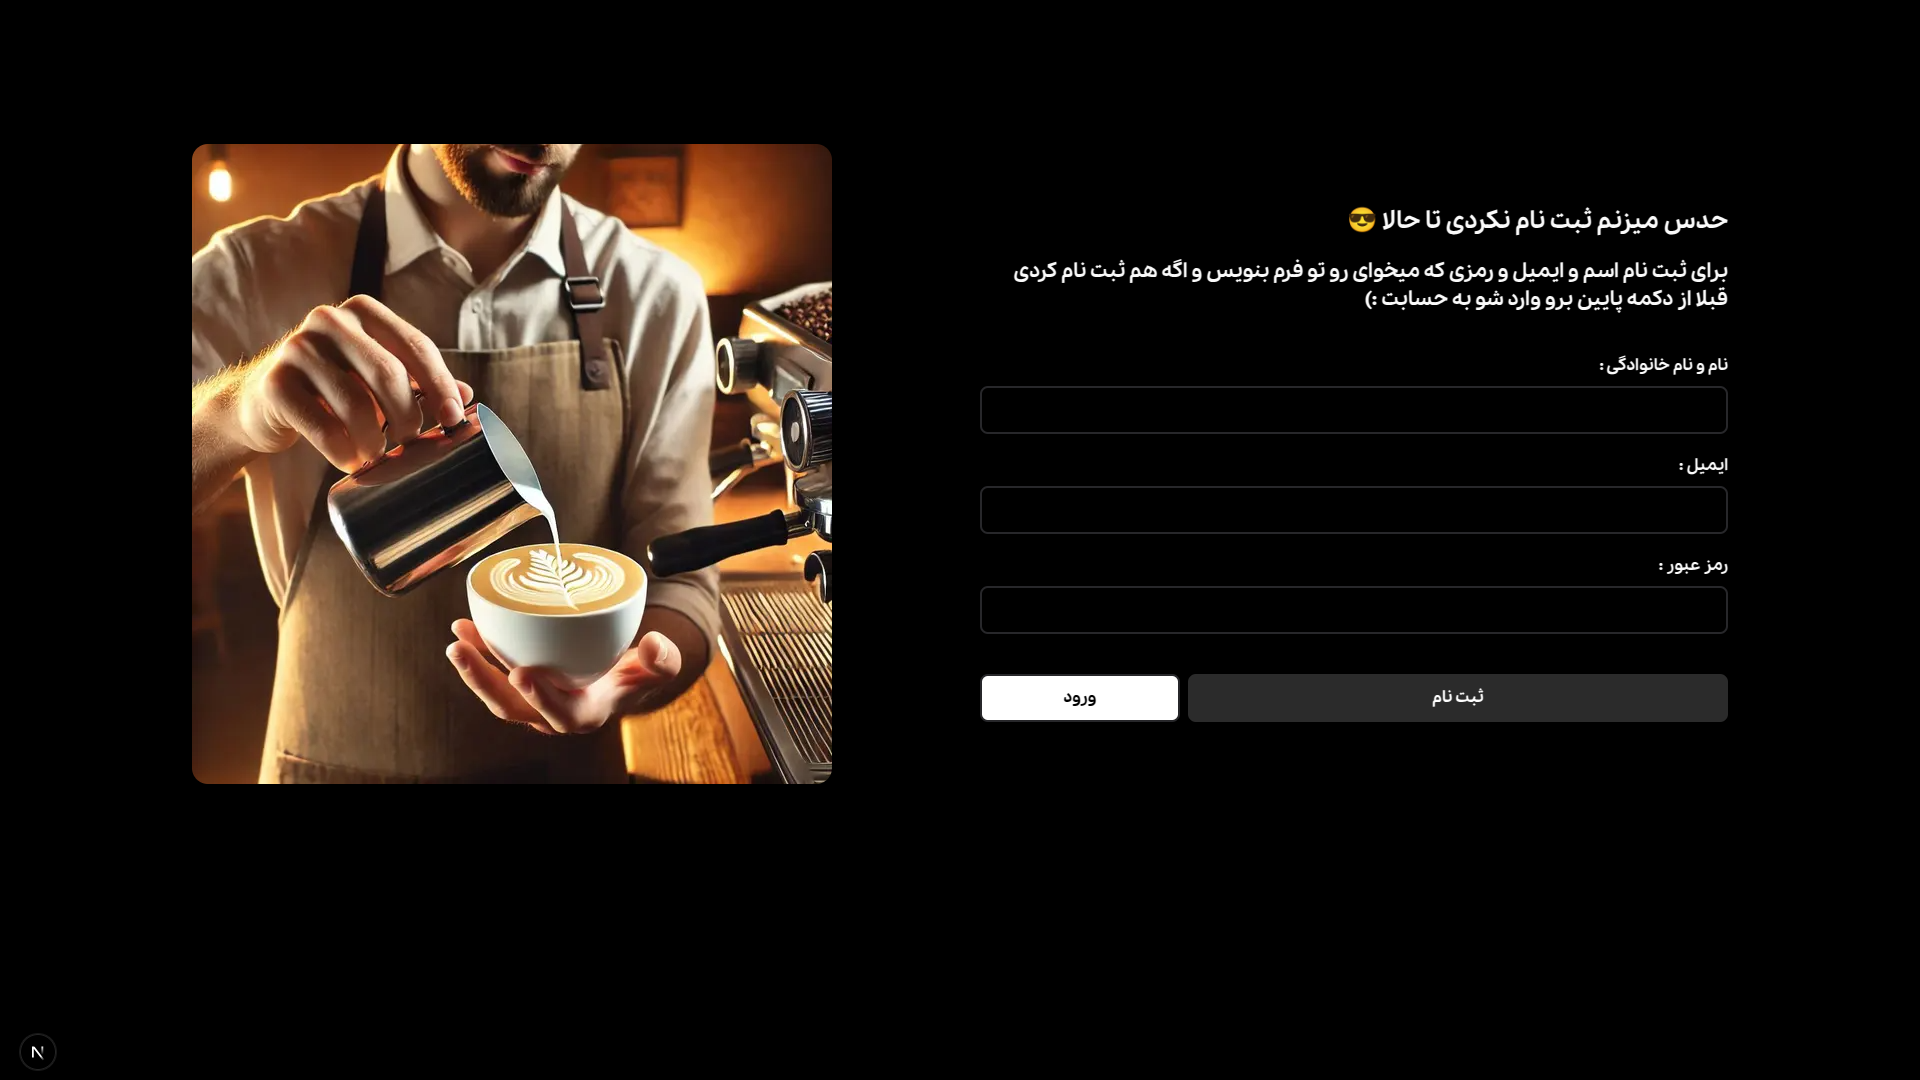 حدس میزنم ثبت نام نکردی تا حالا 😎
برای ثبت نام اسم و ایمیل و رمزی که میخوای رو تو فرم بنویس و اگه هم ثبت نام کردی
قبلا از دکمه پایین برو وارد شو به حسابت :)
نام و نام خانوادگی :
ایمیل :
رمز عبور :
ثبت نام
ورود
N